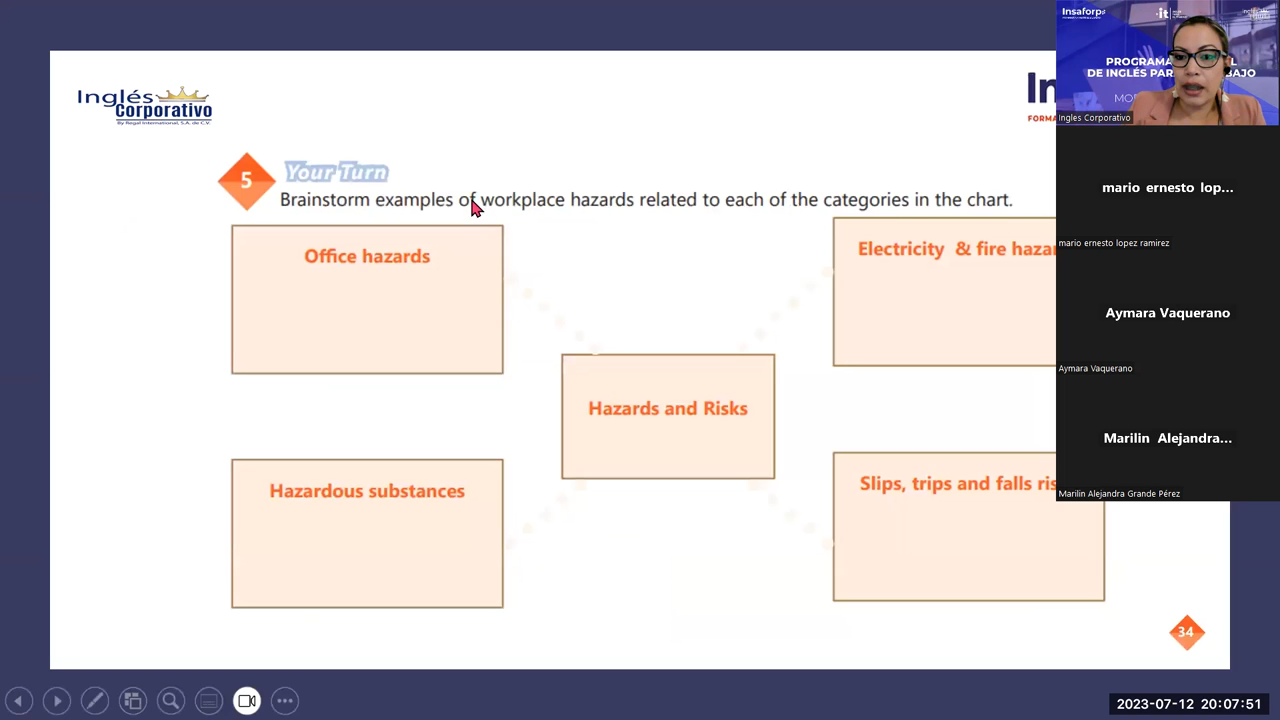 Inglés
Corporativo
By Regal International, S.A. de C.V.
5
Your Turn
Brainstorm examples of workplace hazards related to each of the categories in the chart.
Office hazards
Electricity & fire hazar
Hazards and Risks
Hazardous substances
Slips, trips and falls ris
34
In
FORMA
Insaforp
PROGRAMA
L
DE INGLÉS PAR
BAJO
Ingles Corporativo
mario ernesto lop...
mario ernesto lopez ramirez
Aymara Vaquerano
Aymara Vaquerano
Marilin Alejandra...
Marilin Alejandra Grande Pérez
2023-07-12 20:07:51